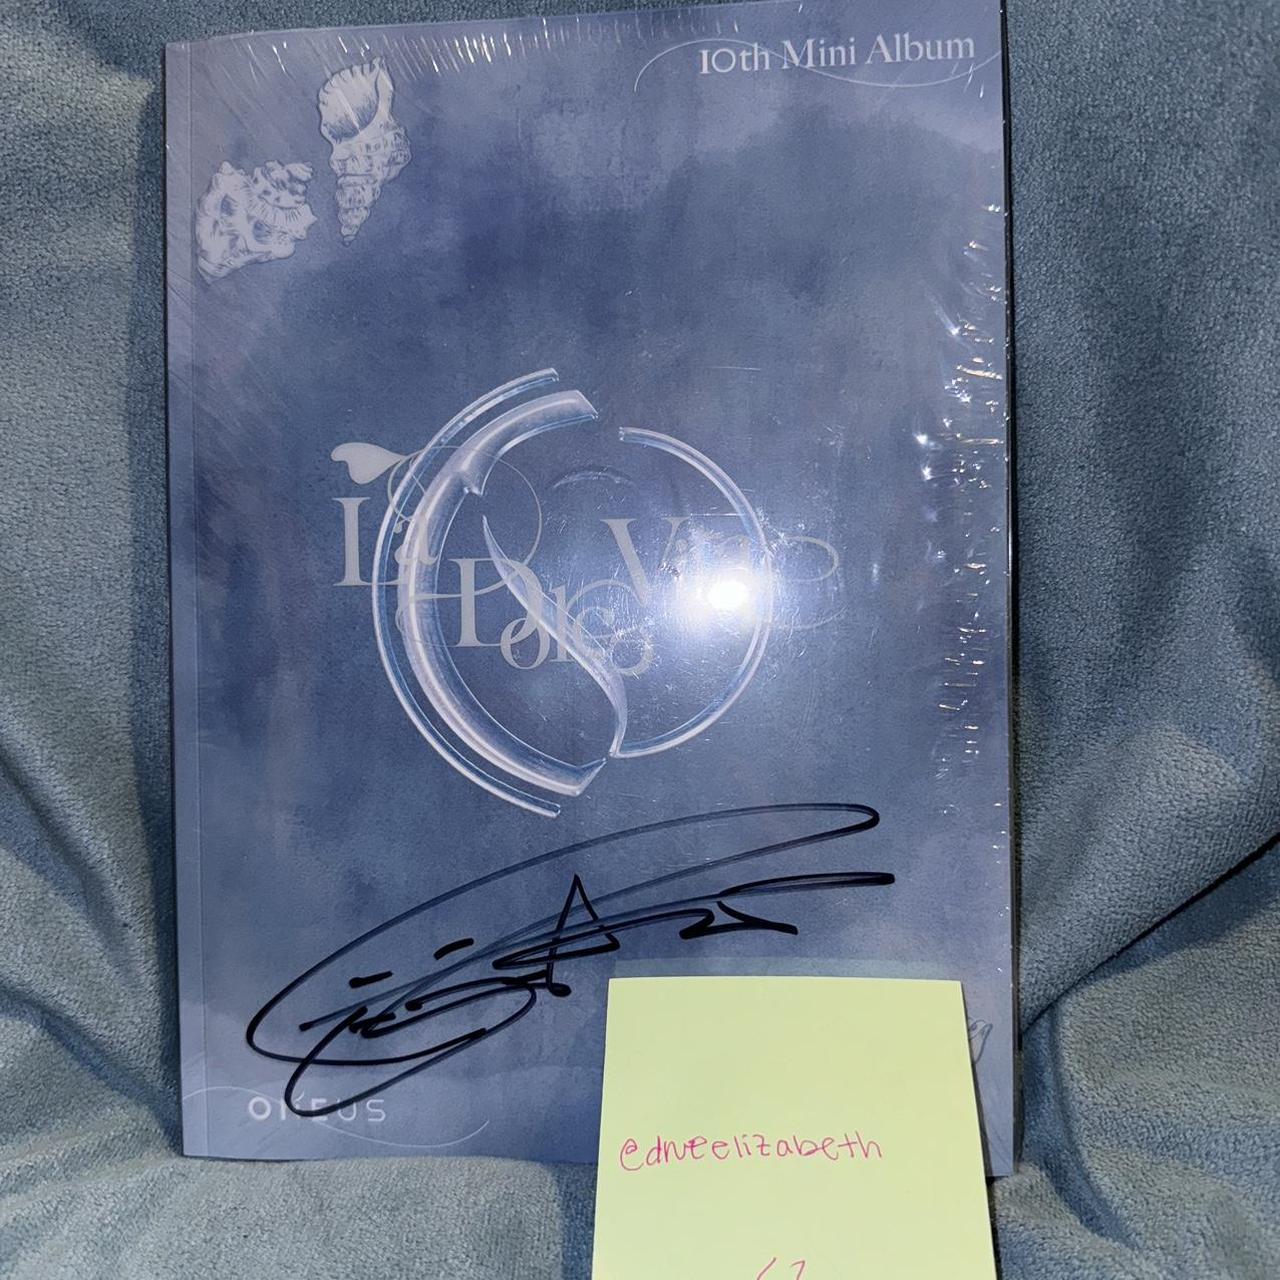 10th Mini Album
La Dolce Vita
ONEUS
@drueelizabeth